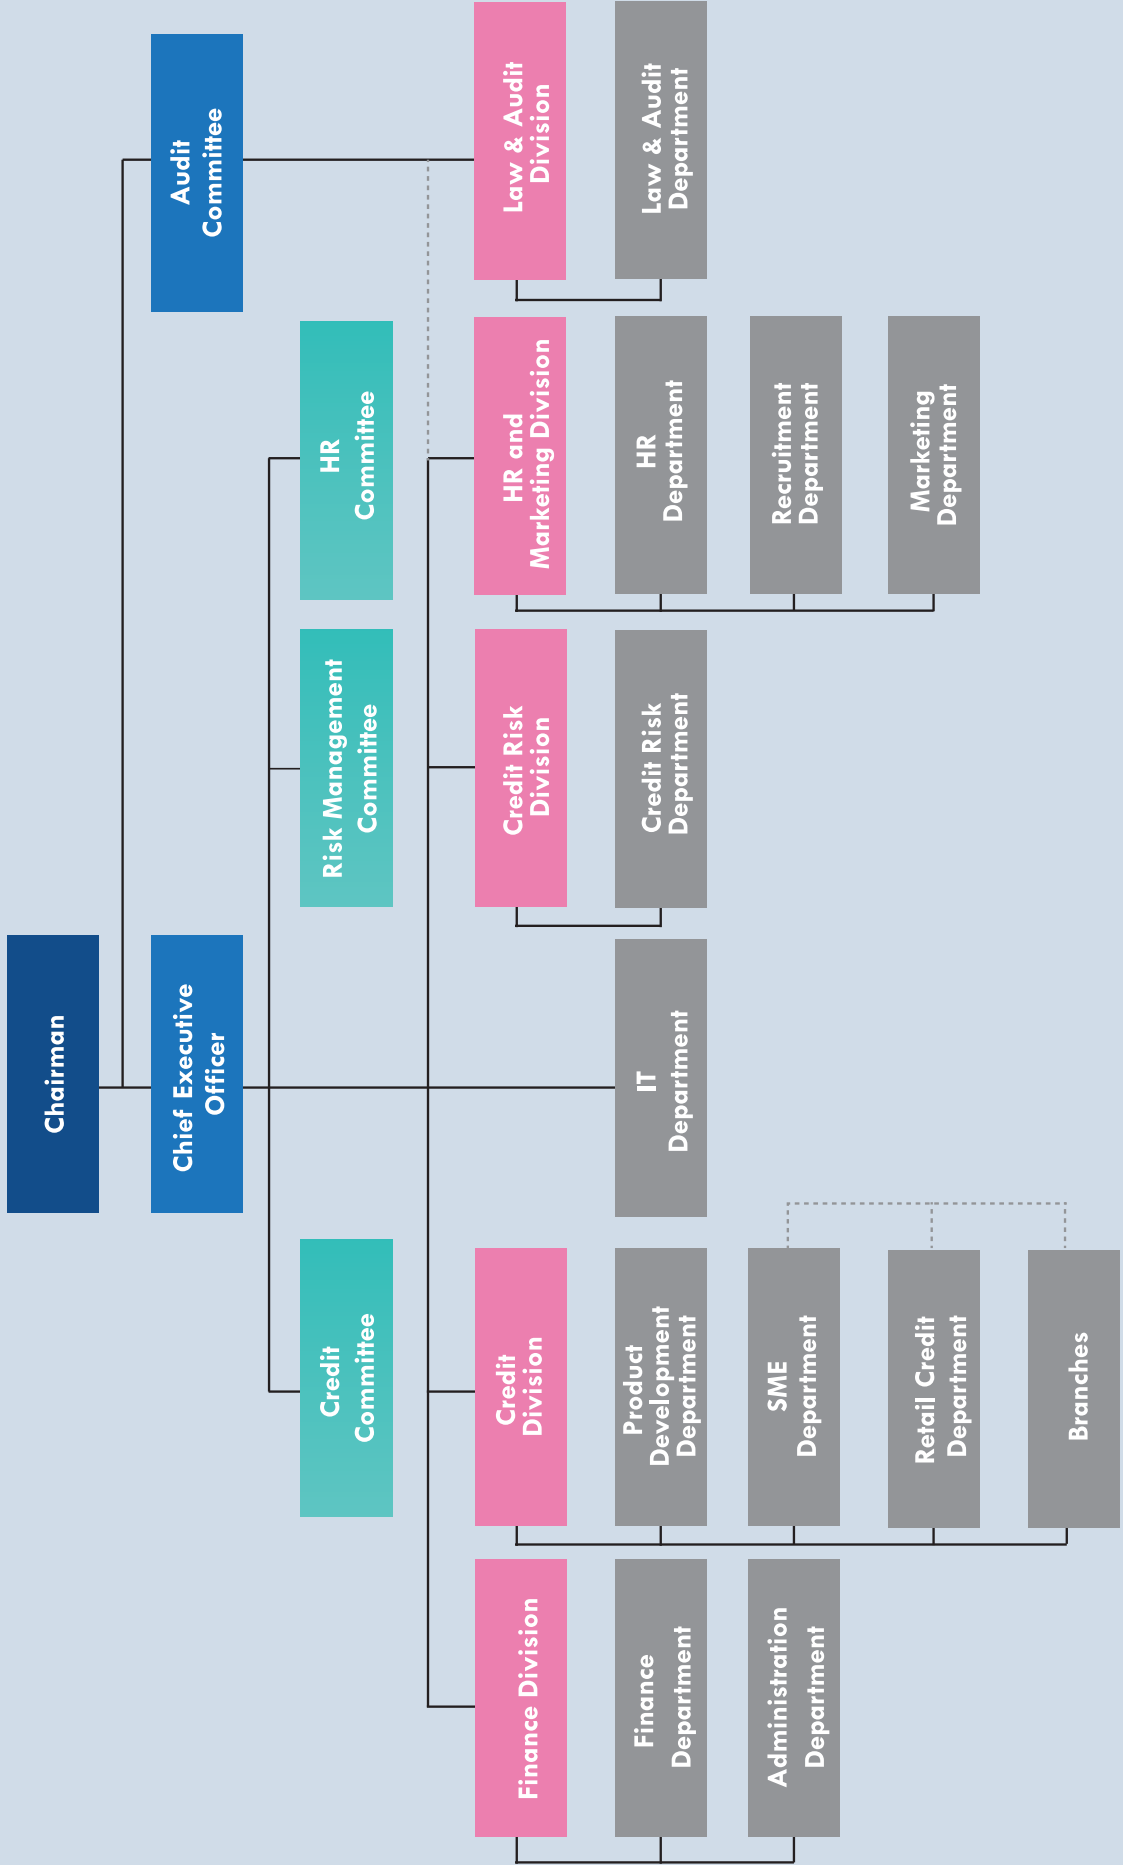 Chairman
Chief Executive
Officer
Audit
Committee
Credit
Committee
Risk Management
Committee
HR
Committee
Finance Division
Credit
Division
Credit Risk
Division
HR and
Marketing Division
Law & Audit
Division
Finance
Department
Product
Development
Department
IT
Department
Credit Risk
Department
HR
Department
Law & Audit
Department
Administration
Department
SME
Department
Recruitment
Department
Retail Credit
Department
Marketing
Department
Branches